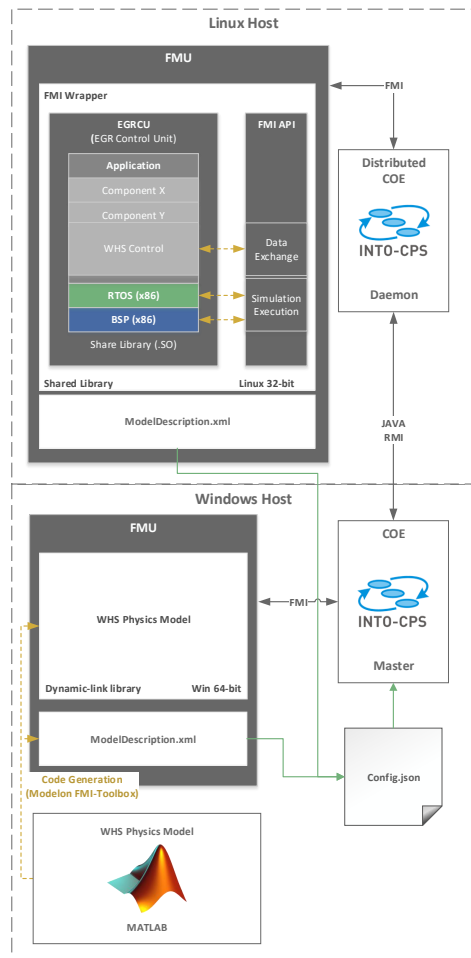 Linux Host
FMU
FMI Wrapper
EGRCU
(EGR Control Unit)
Application
Component X
Component Y
WHS Control
RTOS (x86)
BSP (x86)
Share Library (.SO)
FMI API
Data
Exchange
Simulation
Execution
Shared Library
Linux 32-bit
ModelDescription.xml
FMI
Distributed
COE
INTO-CPS
Daemon
JAVA
RMI
Windows Host
FMU
WHS Physics Model
Dynamic-link library
Win 64-bit
ModelDescription.xml
FMI
COE
INTO-CPS
Master
Config.json
Code Generation
(Modelon FMI-Toolbox)
WHS Physics Model
MATLAB